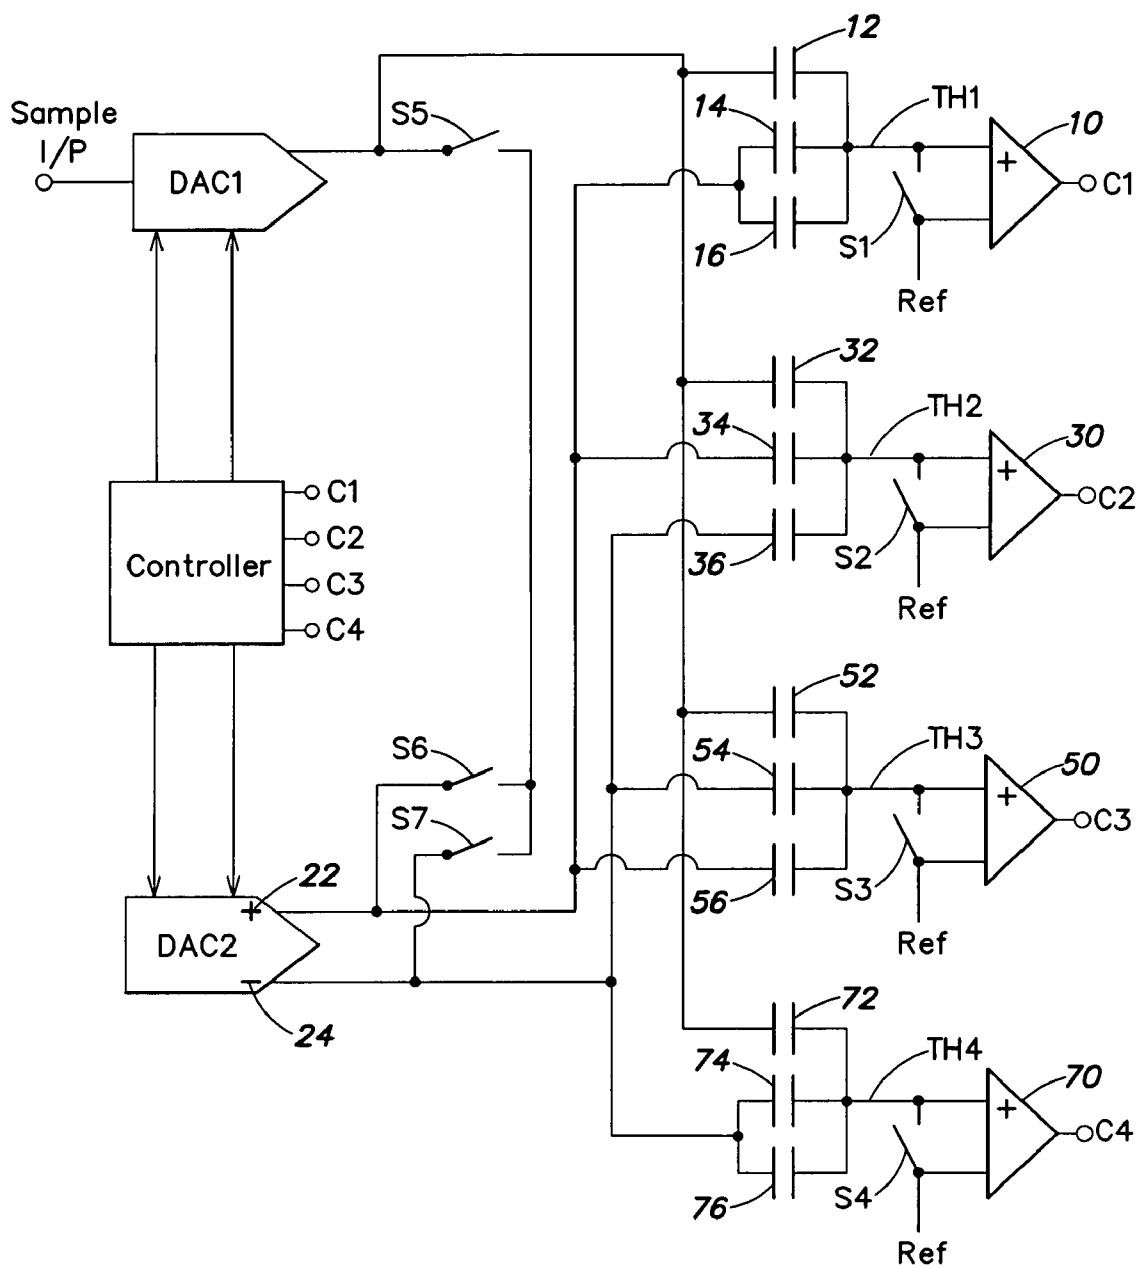 12
Sample
I/P
DAC1
S5
14
TH1
10
+
C1
16
S1
Ref
32
34
TH2
30
+
C2
36
S2
Ref
C1
C2
C3
C4
Controller
52
54
TH3
50
+
C3
56
S3
Ref
S6
S7
22
+
DAC2
−
24
72
74
TH4
70
+
C4
76
S4
Ref